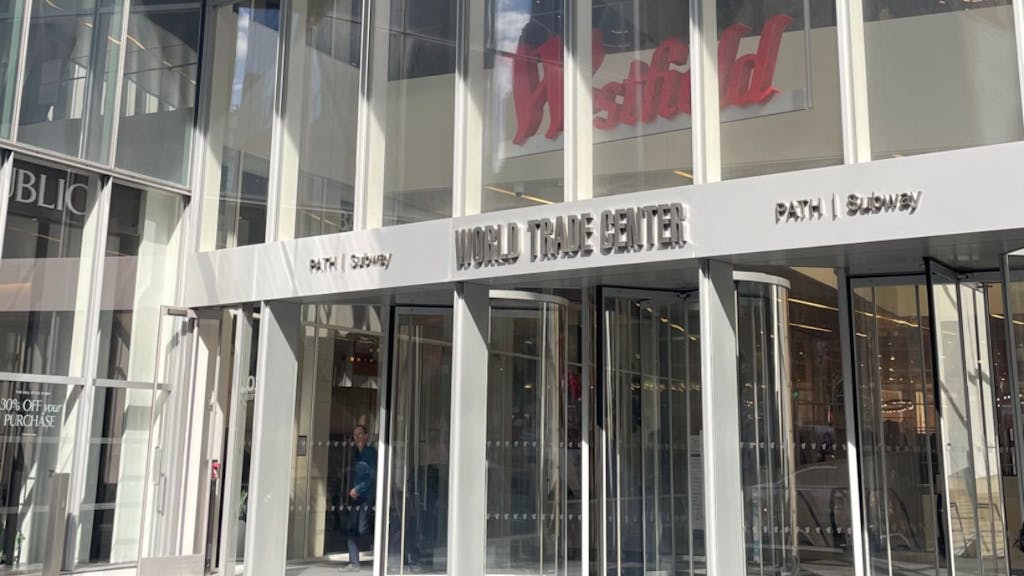 Westfield
UBLIC
PATH | Subway
WORLD TRADE CENTER
PATH | Subway
30% OFF your
PURCHASE